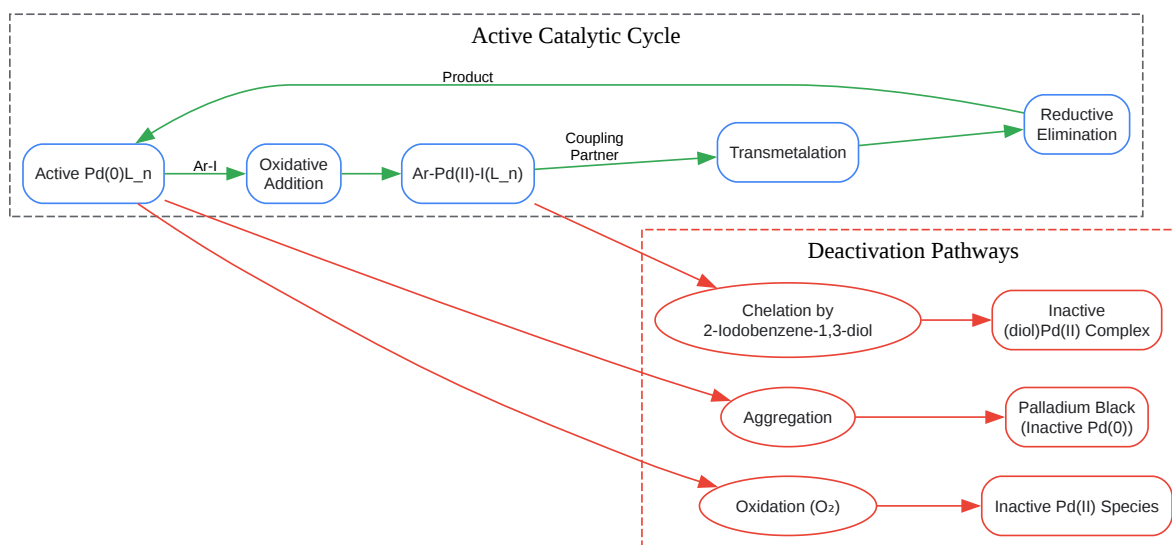 Active Catalytic Cycle
Product
Active Pd(0)L_n
Ar-I
Oxidative
Addition
Ar-Pd(II)-I(L_n)
Coupling
Partner
Transmetalation
Reductive
Elimination
Deactivation Pathways
Chelation by
2-Iodobenzene-1,3-diol
Inactive
(diol)Pd(II) Complex
Aggregation
Palladium Black
(Inactive Pd(0))
Oxidation (O₂)
Inactive Pd(II) Species